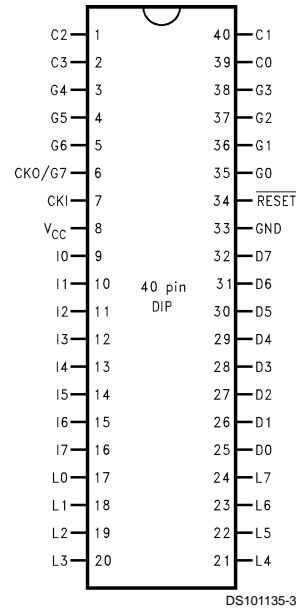 C2 1 40 C1
C3 2 39 C0
G4 3 38 G3
G5 4 37 G2
G6 5 36 G1
CKO/G7 6 35 G0
CKI 7 34 RESET
VCC 8 33 GND
I0 9 32 D7
I1 10 31 D6
40 pin
DIP
I2 11 30 D5
I3 12 29 D4
I4 13 28 D3
I5 14 27 D2
I6 15 26 D1
I7 16 25 D0
L0 17 24 L7
L1 18 23 L6
L2 19 22 L5
L3 20 21 L4
DS101135-3